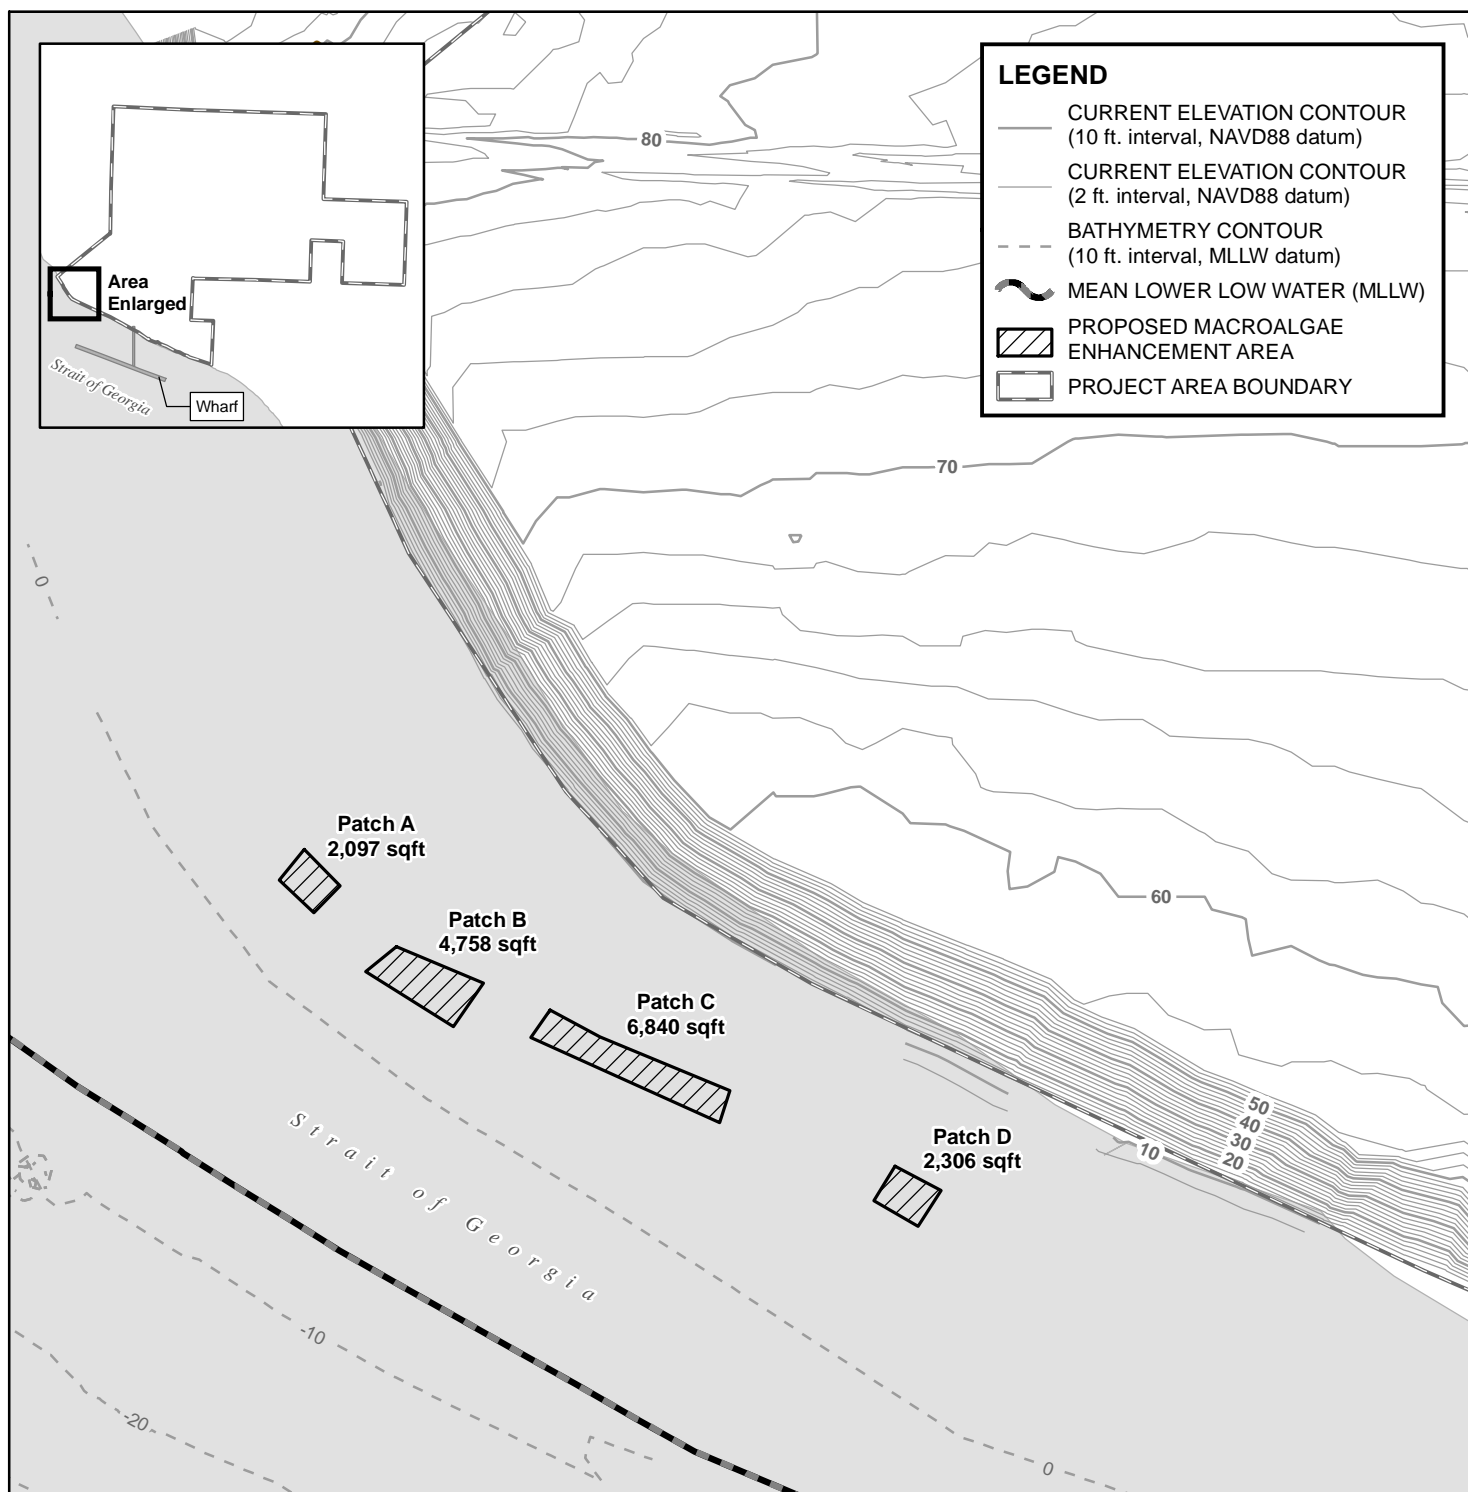 Area
Enlarged
Strait of Georgia
Wharf
LEGEND
CURRENT ELEVATION CONTOUR
(10 ft. interval, NAVD88 datum)
CURRENT ELEVATION CONTOUR
(2 ft. interval, NAVD88 datum)
BATHYMETRY CONTOUR
(10 ft. interval, MLLW datum)
MEAN LOWER LOW WATER (MLLW)
PROPOSED MACROALGAE
ENHANCEMENT AREA
PROJECT AREA BOUNDARY
80
70
0
Patch A
2,097 sqft
60
Patch B
4,758 sqft
Patch C
6,840 sqft
50
40
30
20
10
Patch D
2,306 sqft
Strait of Georgia
-10
-20
0